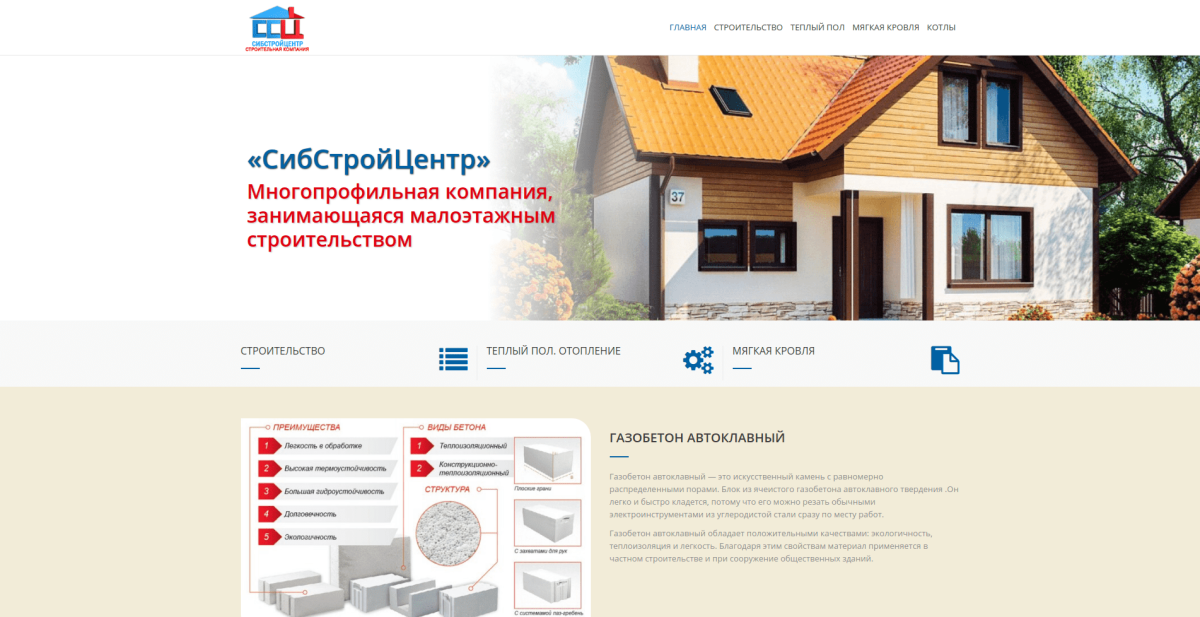 ССЦ
СИБСТРОЙЦЕНТР
СТРОИТЕЛЬНАЯ КОМПАНИЯ
ГЛАВНАЯ СТРОИТЕЛЬСТВО ТЕПЛЫЙ ПОЛ МЯГКАЯ КРОВЛЯ КОТЛЫ
«СибСтройЦентр»
Многопрофильная компания,
занимающаяся малоэтажным
строительством
37
СТРОИТЕЛЬСТВО
ТЕПЛЫЙ ПОЛ. ОТОПЛЕНИЕ
МЯГКАЯ КРОВЛЯ
ПРЕИМУЩЕСТВА
1 Легкость в обработке
2 Высокая термоустойчивость
3 Большая гидроустойчивость
4 Долговечность
5 Экологичность
ВИДЫ БЕТОНА
1 Теплоизоляционный
2 Конструкционно-
теплоизоляционный
СТРУКТУРА
Плоские грани
С захватами для рук
С системамой паз-гребень
ГАЗОБЕТОН АВТОКЛАВНЫЙ
Газобетон автоклавный — это искусственный камень с равномерно
распределенными порами. Блок из ячеистого газобетона автоклавного твердения .Он
легко и быстро кладется, потому что его можно резать обычными
электроинструментами из углеродистой стали сразу по месту работ.
Газобетон автоклавный обладает положительными качествами: экологичность,
теплоизоляция и легкость. Благодаря этим свойствам материал применяется в
частном строительстве и при сооружение общественных зданий.